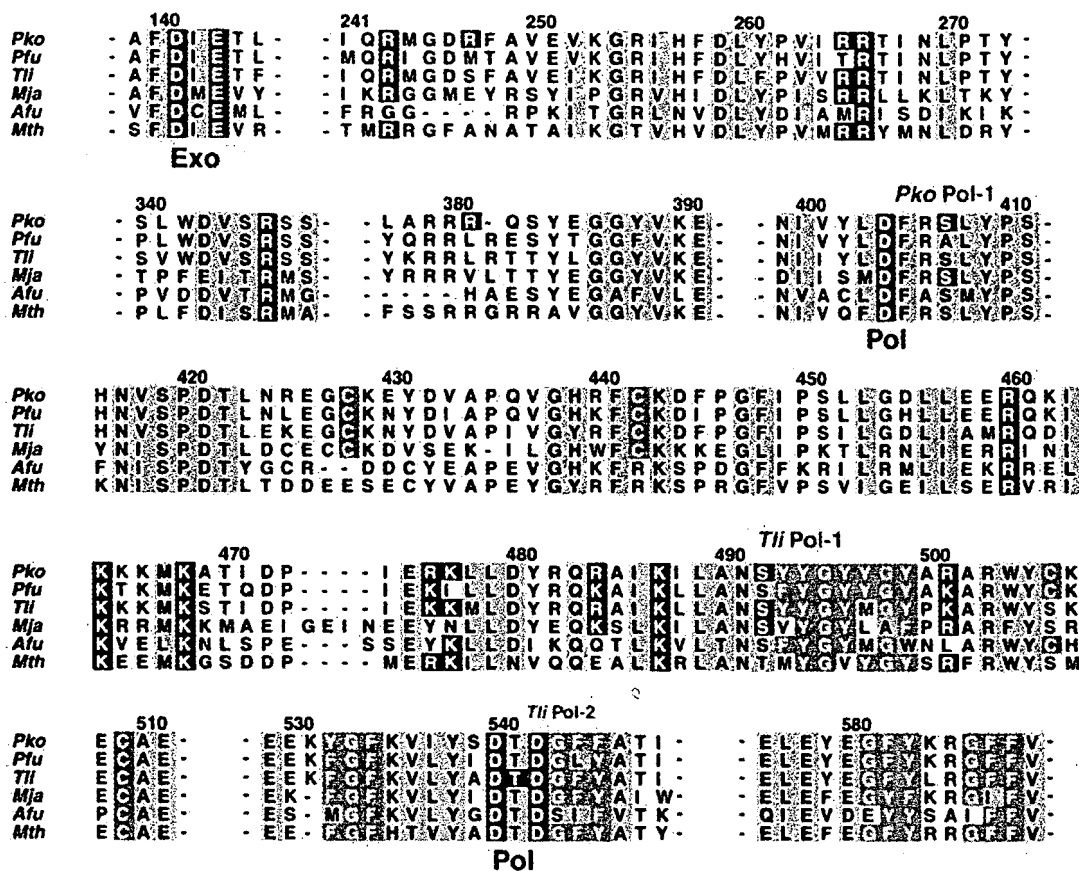 140 241 250 260 270
Pko - A F D I E T L - I Q R M G D R F A V E V K G R I H F D L Y P V I R R T I N L P T Y -
Pfu - A F D I E T L - M Q R I G D M T A V E V K G R I H F D L Y H V I T R T I N L P T Y -
Tli - A F D I E T F - I Q R M G D S F A V E I K G R I H F D L F P V V R R T I N L P T Y -
Mja - A F D M E V Y - I K R G G M E Y R S Y I P G R V H I D L Y P I S R R L L K L T K Y -
Afu - V F D C E M L - F R G G - - - - R P K I T G R L N V D L Y D I A M R I S D I K I K -
Mth - S F D I E V R - T M R R G F A N A T A I K G T V H V D L Y P V M R R Y M N L D R Y -
Exo
340 380 390 400 Pko Pol-1 410
Pko - S L W D V S R S S - - L A R R R - Q S Y E G G Y V K E - - N I V Y L D F R S L Y P S -
Pfu - P L W D V S R S S - - Y Q R R L R E S Y T G G F V K E - - N I V Y L D F R A L Y P S -
Tli - S V W D V S R S S - - Y K R R L R T T Y L G G Y V K E - - N I I Y L D F R S L Y P S -
Mja - T P F E I T R M S - - Y R R R V L T T Y E G G Y V K E - - D I I S M D F R S L Y P S -
Afu - P V D D V T R M G - - - - - - H A E S Y E G A F V L E - - N V A C L D F A S M Y P S -
Mth - P L F D I S R M A - - F S S R R G R R A V G G Y V K E - - N I V Q F D F R S L Y P S -
Pol
420 430 440 450 460
Pko H N V S P D T L N R E G C K E Y D V A P Q V G H R F C K D F P G F I P S L L G D L L E E R Q K I
Pfu H N V S P D T L N L E G C K N Y D I A P Q V G H K F C K D I P G F I P S L L G H L L E E R Q K I
Tli H N V S P D T L E K E G C K N Y D V A P I V G Y R F C K D F P G F I P S I L G D L I A M R Q D I
Mja Y N I S P D T L D C E C C K D V S E K - I L G H W F C K K K E G L I P K T L R N L I E R R I N I
Afu F N I S P D T Y G C R - D D C Y E A P E V G H K F R K S P D G F F K R I L R M L I E K R R E L
Mth K N I S P D T L T D D E E S E C Y V A P E Y G Y R F R K S P R G F V P S V I G E I L S E R V R I
470 480 490 Tli Pol-1 500
Pko K K K M K A T I D P - - - - I E R K L L D Y R Q R A I K I L A N S Y Y G Y Y G Y A R A R W Y C K
Pfu K T K M K E T Q D P - - - - I E K I L L D Y R Q K A I K L L A N S F Y G Y Y G Y A K A R W Y C K
Tli K K K M K S T I D P - - - - I E K K M L D Y R Q R A I K L L A N S Y Y G Y M G Y P K A R W Y S K
Mja K R R M K K M A E I G E I N E E Y N L L D Y E Q K S L K I L A N S V Y G Y L A F P R A R F Y S R
Afu K V E L K N L S P E - - S S E Y K L L D I K Q Q T L K V L T N S F Y G Y M G W N L A R W Y C H
Mth K E E M K G S D D P - - - - M E R K I L N V Q Q E A L K R L A N T M Y G V Y G Y S R F R W Y S M
510 530 540 Tli Pol-2 580
Pko E C A E - - E E K Y G F K V I Y S D T D G F F A T I - - E L E Y E G F Y K R G F F V -
Pfu E C A E - - E E K F G F K V L Y I D T D G L Y A T I - - E L E Y E G F Y K R G F F V -
Tli E C A E - - E E K F G F K V L Y A D T D G F Y A T I - - E L E Y E G F Y L R G F F V -
Mja E C A E - - E K - F G F K V L Y I D T D G F Y A I W - - E L E F E G F Y K R G I F V -
Afu P C A E - - E S - M G F K V L Y G D T D S I F V T K - - Q I E V D E V Y S A I F F V -
Mth E C A E - - E S - F G F H T V Y A D T D G F Y A T Y - - E L E F E G F Y R R G F F V -
Pol